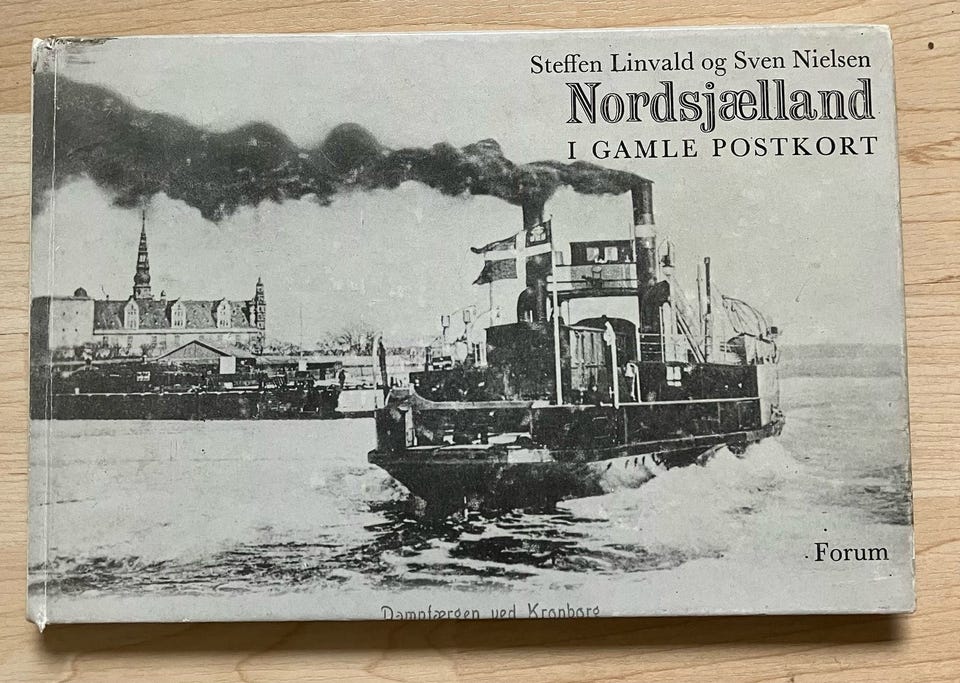 Steffen Linvald og Sven Nielsen
Nordsjælland
I GAMLE POSTKORT
Forum
Dampfærgen ved Kronborg